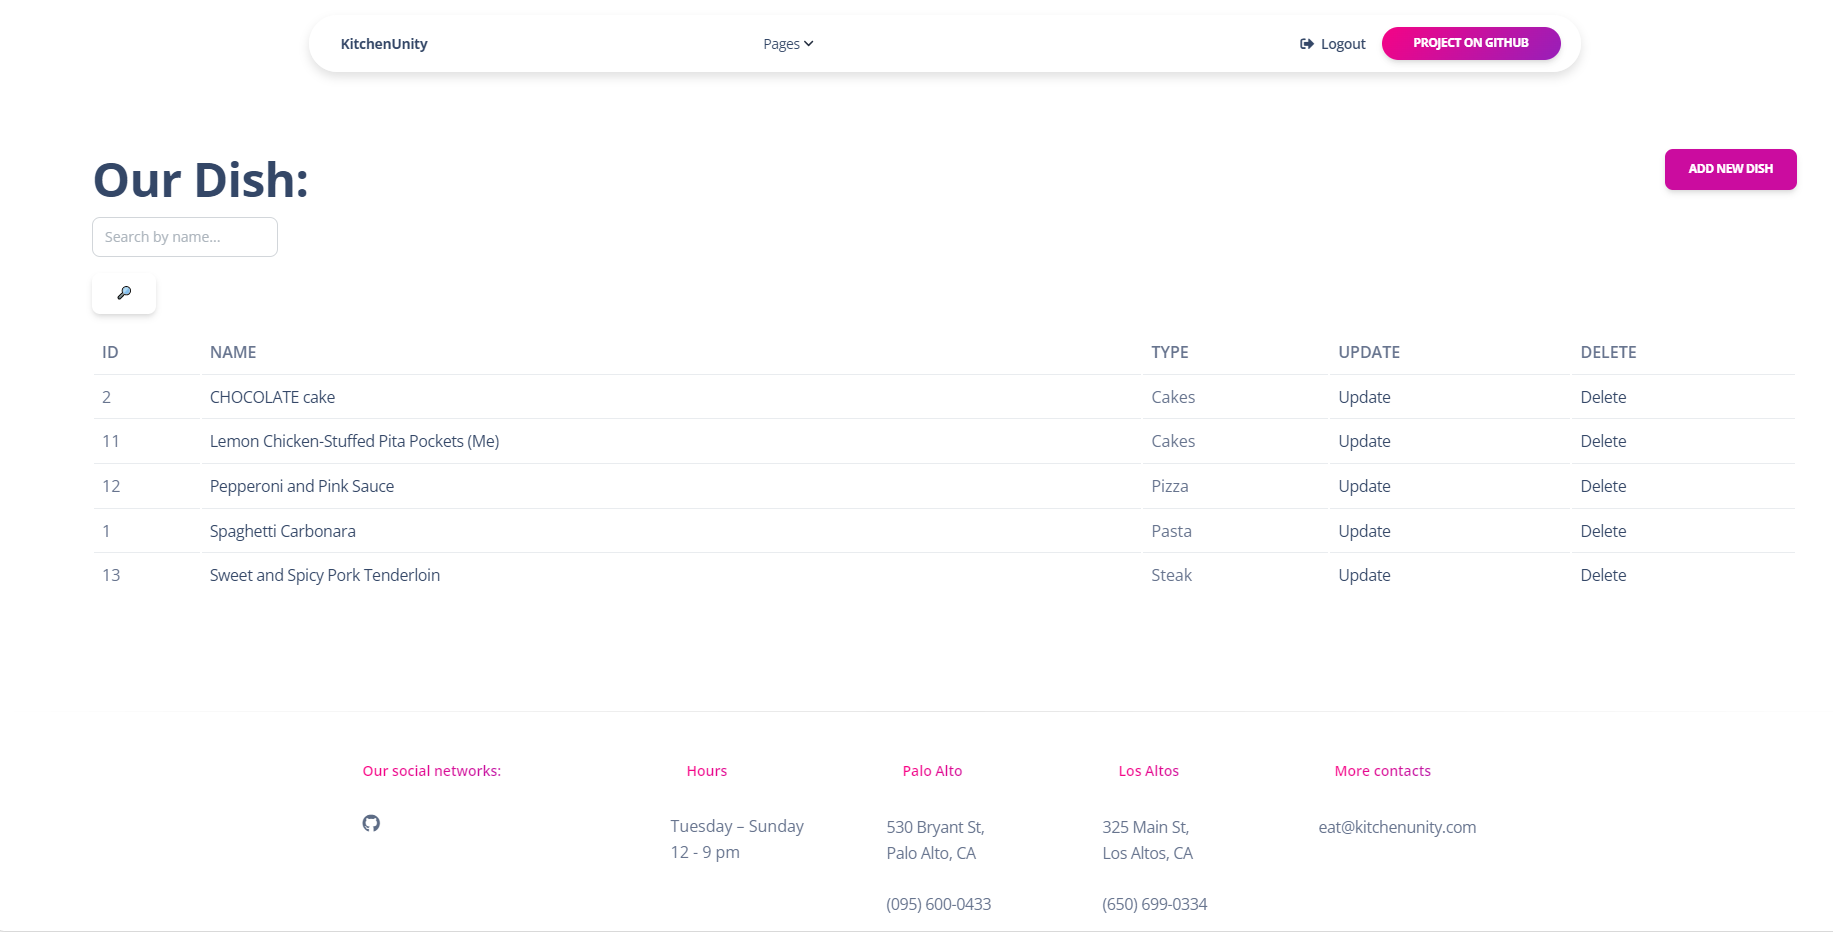 KitchenUnity
Pages
Logout
PROJECT ON GITHUB
Our Dish:
ADD NEW DISH
Search by name...
ID NAME TYPE UPDATE DELETE
2 CHOCOLATE cake Cakes Update Delete
11 Lemon Chicken-Stuffed Pita Pockets (Me) Cakes Update Delete
12 Pepperoni and Pink Sauce Pizza Update Delete
1 Spaghetti Carbonara Pasta Update Delete
13 Sweet and Spicy Pork Tenderloin Steak Update Delete
Our social networks:
Hours
Tuesday – Sunday
12 - 9 pm
Palo Alto
530 Bryant St,
Palo Alto, CA
(095) 600-0433
Los Altos
325 Main St,
Los Altos, CA
(650) 699-0334
More contacts
eat@kitchenunity.com